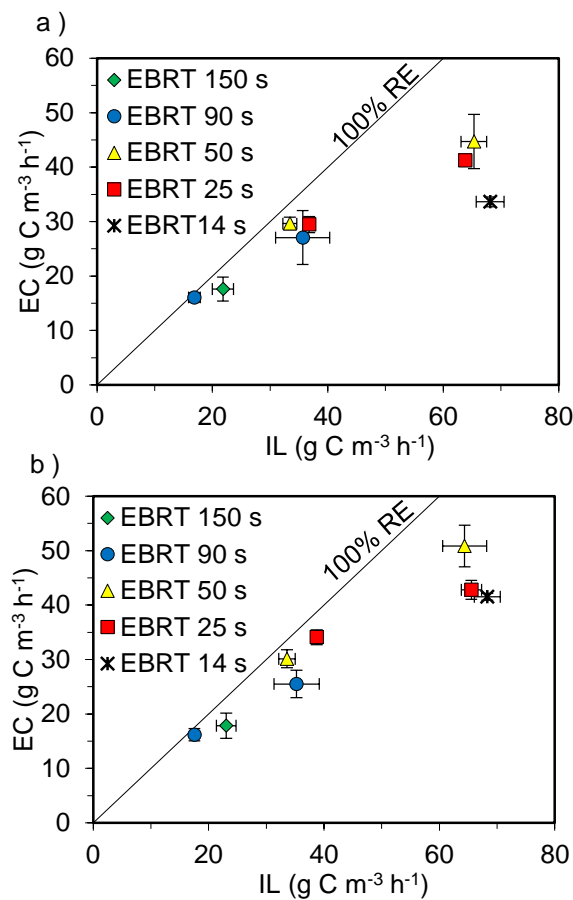 a )
60
50
40
30
20
10
0
EC (g C m⁻³ h⁻¹)
EBRT 150 s
EBRT 90 s
EBRT 50 s
EBRT 25 s
EBRT14 s
100% RE
0 20 40 60 80
IL (g C m⁻³ h⁻¹)
b )
60
50
40
30
20
10
0
EC (g C m⁻³ h⁻¹)
EBRT 150 s
EBRT 90 s
EBRT 50 s
EBRT 25 s
EBRT 14 s
100% RE
0 20 40 60 80
IL (g C m⁻³ h⁻¹)